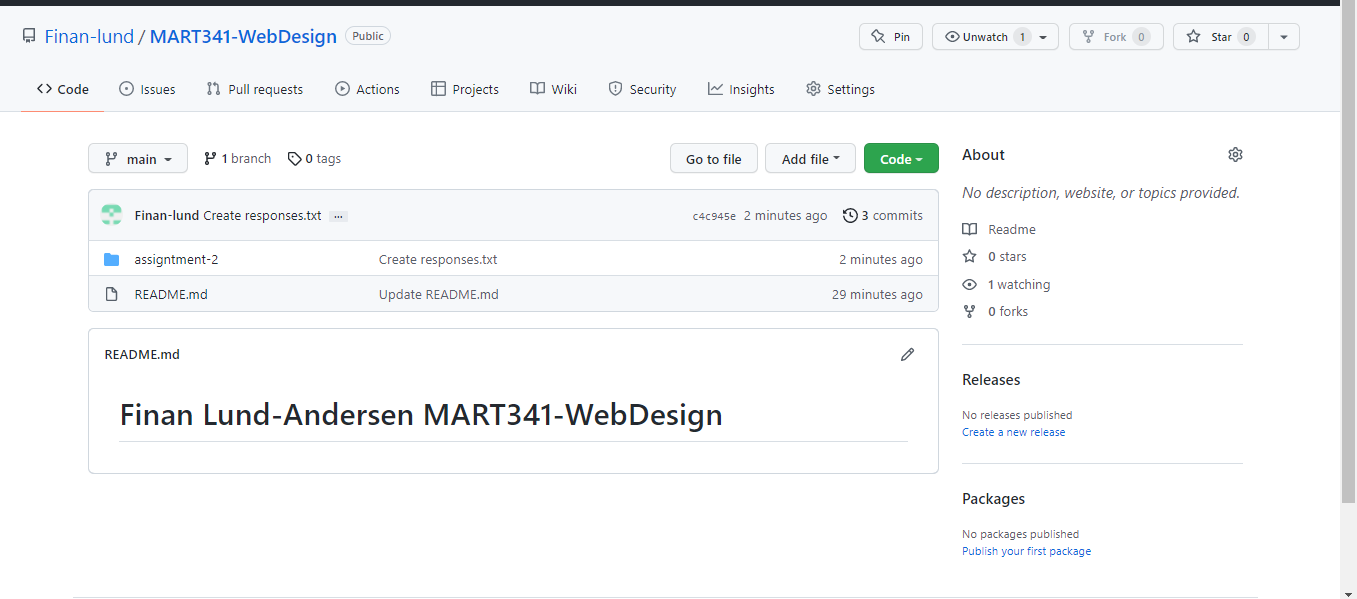 Finan-lund / MART341-WebDesign Public
Pin Unwatch 1 Fork 0 Star 0
Code Issues Pull requests Actions Projects Wiki Security Insights Settings
main 1 branch 0 tags Go to file Add file Code
Finan-lund Create responses.txt ... c4c945e 2 minutes ago 3 commits
assigntment-2 Create responses.txt 2 minutes ago
README.md Update README.md 29 minutes ago
README.md
Finan Lund-Andersen MART341-WebDesign
About
No description, website, or topics provided.
Readme
0 stars
1 watching
0 forks
Releases
No releases published
Create a new release
Packages
No packages published
Publish your first package